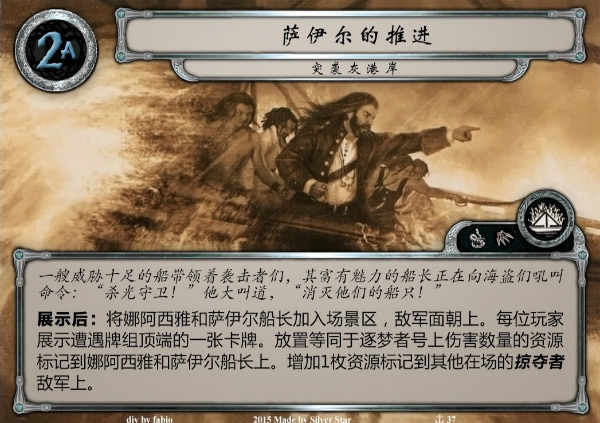 2A
萨伊尔的推进
突袭灰港岸
一艘威胁十足的船带领着袭击者们，其富有魅力的船长正在向海盗们吼叫
命令：“杀光守卫！”他大叫道，“消灭他们的船只！”
展示后：将娜阿西雅和萨伊尔船长加入场景区，敌军面朝上。每位玩家
展示遭遇牌组顶端的一张卡牌。放置等同于逐梦者号上伤害数量的资源
标记到娜阿西雅和萨伊尔船长上。增加1枚资源标记到其他在场的掠夺者
敌军上。
diy by fabio 2015 Made by Silver Star 37